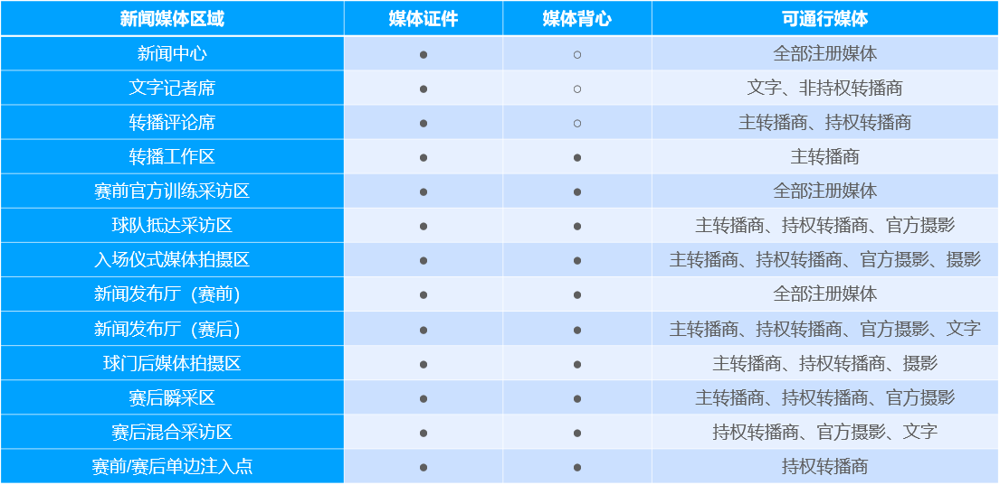 新闻媒体区域 媒体证件 媒体背心 可通行媒体
新闻中心 ● ○ 全部注册媒体
文字记者席 ● ○ 文字、非持权转播商
转播评论席 ● ○ 主转播商、持权转播商
转播工作区 ● ● 主转播商
赛前官方训练采访区 ● ● 全部注册媒体
球队抵达采访区 ● ● 主转播商、持权转播商、官方摄影
入场仪式媒体拍摄区 ● ● 主转播商、持权转播商、官方摄影、摄影
新闻发布厅（赛前） ● ● 全部注册媒体
新闻发布厅（赛后） ● ● 主转播商、持权转播商、官方摄影、文字
球门后媒体拍摄区 ● ● 主转播商、持权转播商、摄影
赛后瞬采区 ● ● 主转播商、持权转播商、官方摄影
赛后混合采访区 ● ● 持权转播商、官方摄影、文字
赛前/赛后单边注入点 ● ● 持权转播商